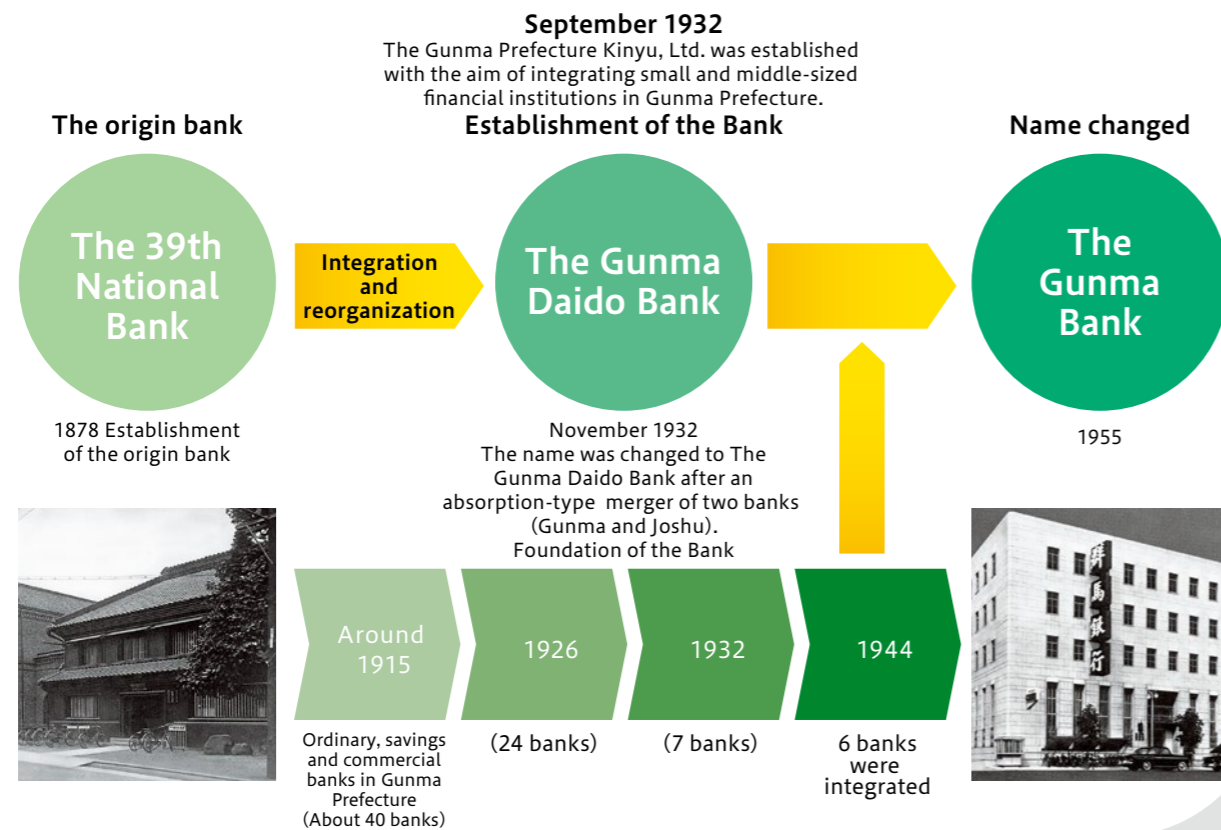 September 1932
The Gunma Prefecture Kinyu, Ltd. was established
with the aim of integrating small and middle-sized
financial institutions in Gunma Prefecture.
The origin bank
Establishment of the Bank
Name changed
The 39th
National
Bank
Integration
and
reorganization
The Gunma
Daido Bank
The
Gunma
Bank
1878 Establishment
of the origin bank
November 1932
The name was changed to The
Gunma Daido Bank after an
absorption-type merger of two banks
(Gunma and Joshu).
Foundation of the Bank
1955
Around
1915
1926
1932
1944
Ordinary, savings
and commercial
banks in Gunma
Prefecture
(About 40 banks)
(24 banks)
(7 banks)
6 banks
were
integrated
群馬銀行